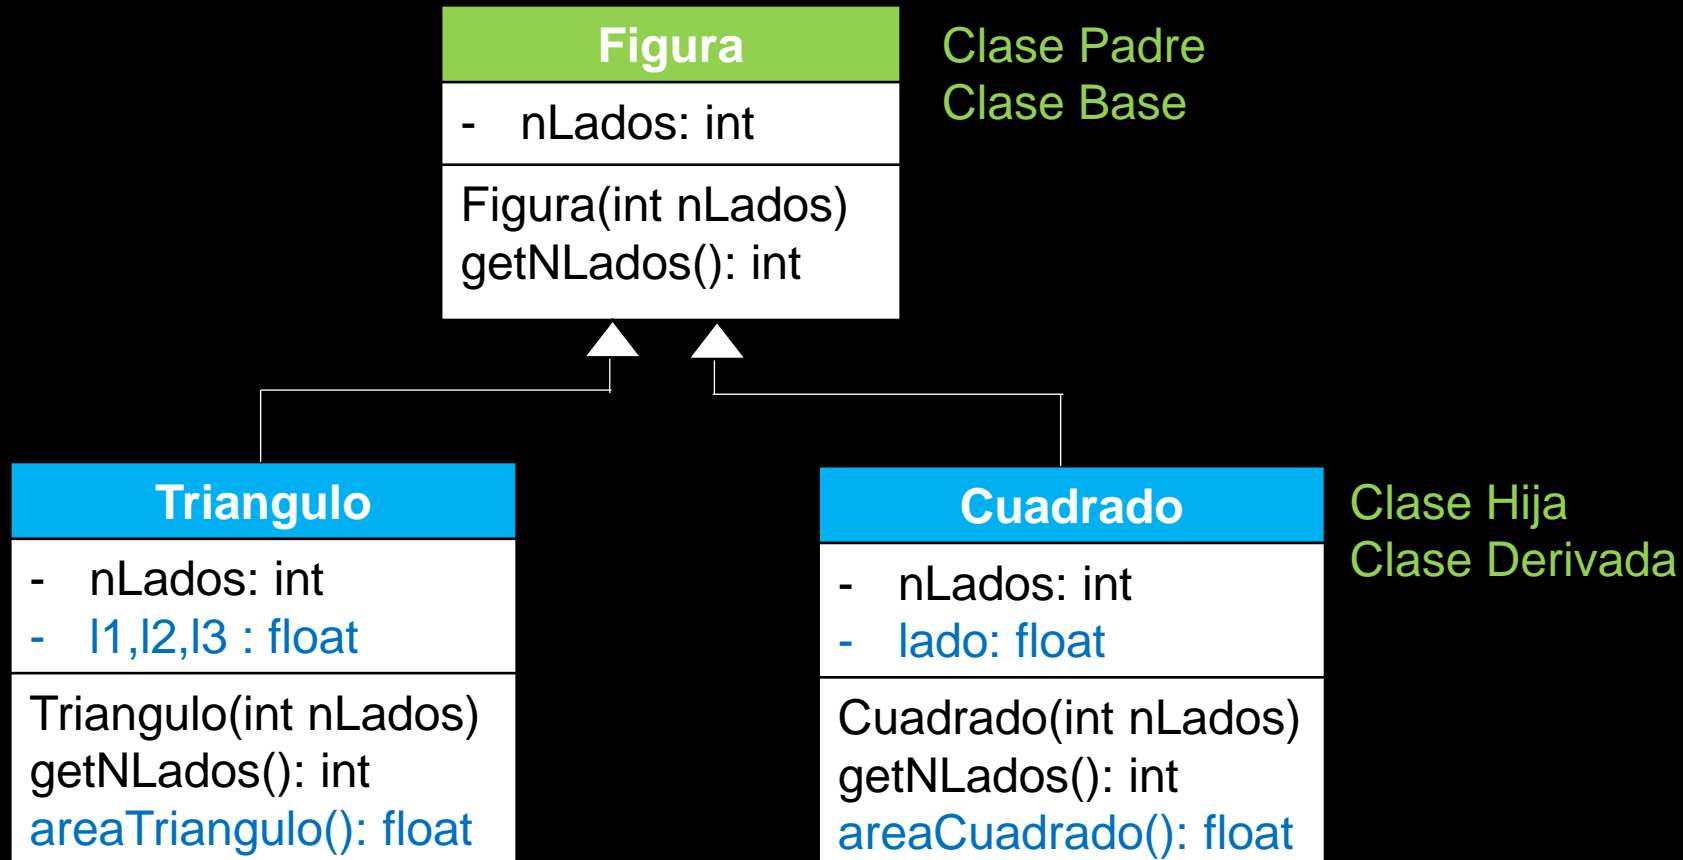 Figura
- nLados: int
Figura(int nLados)
getNLados(): int
Clase Padre
Clase Base
Triangulo
- nLados: int
- l1,l2,l3 : float
Triangulo(int nLados)
getNLados(): int
areaTriangulo(): float
Cuadrado
- nLados: int
- lado: float
Cuadrado(int nLados)
getNLados(): int
areaCuadrado(): float
Clase Hija
Clase Derivada